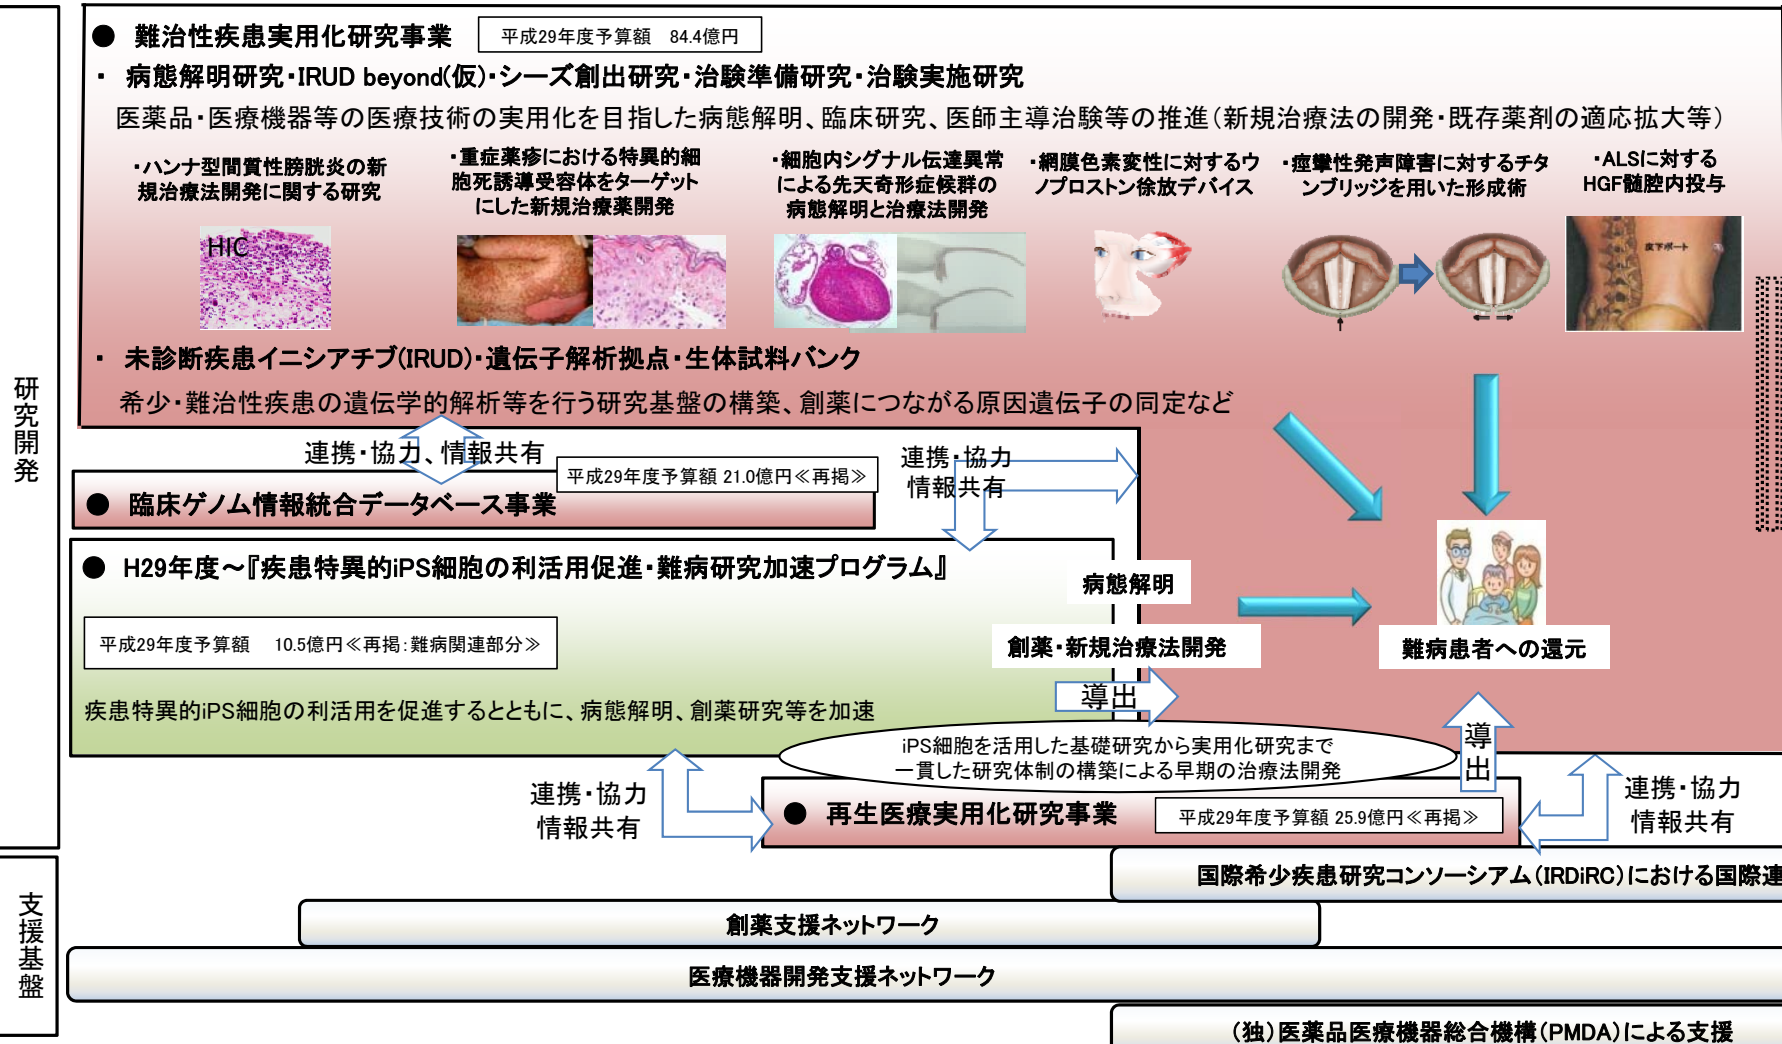 研究開発
● 難治性疾患実用化研究事業
平成29年度予算額 84.4億円
・ 病態解明研究・IRUD beyond(仮)・シーズ創出研究・治験準備研究・治験実施研究
医薬品・医療機器等の医療技術の実用化を目指した病態解明、臨床研究、医師主導治験等の推進（新規治療法の開発・既存薬剤の適応拡大等）
・ハンナ型間質性膀胱炎の新
規治療法開発に関する研究
・重症薬疹における特異的細
胞死誘導受容体をターゲット
にした新規治療薬開発
・細胞内シグナル伝達異常
による先天奇形症候群の
病態解明と治療法開発
・網膜色素変性に対するウ
ノプロストン徐放デバイス
・痙攣性発声障害に対するチタ
ンブリッジを用いた形成術
・ALSに対する
HGF髄腔内投与
HIC
皮下ポート
・ 未診断疾患イニシアチブ(IRUD)・遺伝子解析拠点・生体試料バンク
希少・難治性疾患の遺伝学的解析等を行う研究基盤の構築、創薬につながる原因遺伝子の同定など
連携・協力、情報共有
平成29年度予算額 21.0億円≪再掲≫
● 臨床ゲノム情報統合データベース事業
連携・協力
情報共有
● H29年度～『疾患特異的iPS細胞の利活用促進・難病研究加速プログラム』
平成29年度予算額 10.5億円≪再掲：難病関連部分≫
疾患特異的iPS細胞の利活用を促進するとともに、病態解明、創薬研究等を加速
病態解明
創薬・新規治療法開発
導出
難病患者への還元
導出
iPS細胞を活用した基礎研究から実用化研究まで
一貫した研究体制の構築による早期の治療法開発
連携・協力
情報共有
● 再生医療実用化研究事業
平成29年度予算額 25.9億円≪再掲≫
連携・協力
情報共有
支援基盤
国際希少疾患研究コンソーシアム（IRDiRC）における国際連
創薬支援ネットワーク
医療機器開発支援ネットワーク
（独）医薬品医療機器総合機構（PMDA）による支援